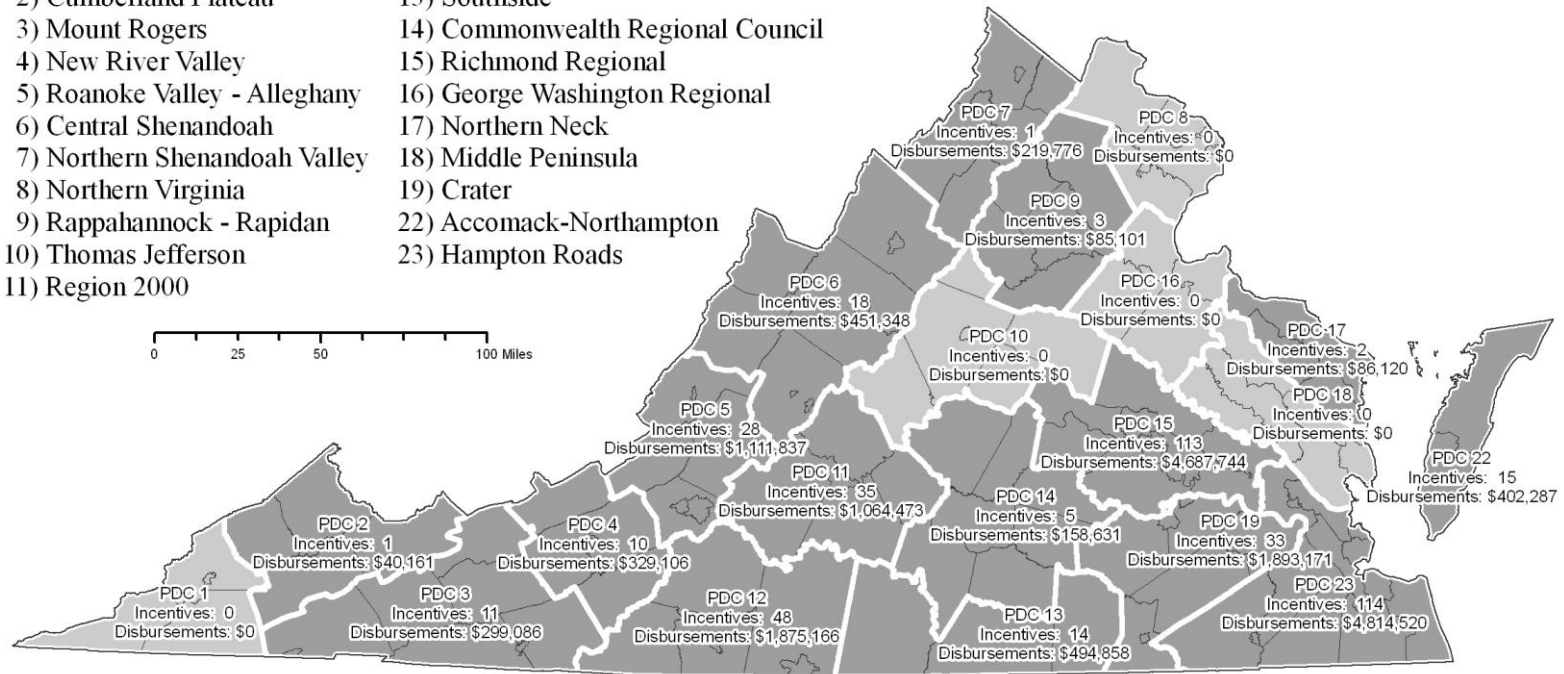 2) Cumberland Plateau
3) Mount Rogers
4) New River Valley
5) Roanoke Valley - Alleghany
6) Central Shenandoah
7) Northern Shenandoah Valley
8) Northern Virginia
9) Rappahannock - Rapidan
10) Thomas Jefferson
11) Region 2000
13) Southside
14) Commonwealth Regional Council
15) Richmond Regional
16) George Washington Regional
17) Northern Neck
18) Middle Peninsula
19) Crater
22) Accomack-Northampton
23) Hampton Roads
0 25 50 100 Miles
PDC 7
Incentives: 1
Disbursements: $219,776
PDC 8
Incentives: 0
Disbursements: $0
PDC 9
Incentives: 3
Disbursements: $85,101
PDC 6
Incentives: 18
Disbursements: $451,348
PDC 16
Incentives: 0
Disbursements: $0
PDC 10
Incentives: 0
Disbursements: $0
PDC 17
Incentives: 2
Disbursements: $86,120
PDC 18
Incentives: 0
Disbursements: $0
PDC 5
Incentives: 28
Disbursements: $1,111,837
PDC 15
Incentives: 113
Disbursements: $4,687,744
PDC 22
Incentives: 15
Disbursements: $402,287
PDC 11
Incentives: 35
Disbursements: $1,064,473
PDC 14
Incentives: 5
Disbursements: $158,631
PDC 2
Incentives: 1
Disbursements: $40,161
PDC 4
Incentives: 10
Disbursements: $329,106
PDC 19
Incentives: 33
Disbursements: $1,893,171
PDC 1
Incentives: 0
Disbursements: $0
PDC 3
Incentives: 11
Disbursements: $299,086
PDC 12
Incentives: 48
Disbursements: $1,875,166
PDC 13
Incentives: 14
Disbursements: $494,858
PDC 23
Incentives: 114
Disbursements: $4,814,520